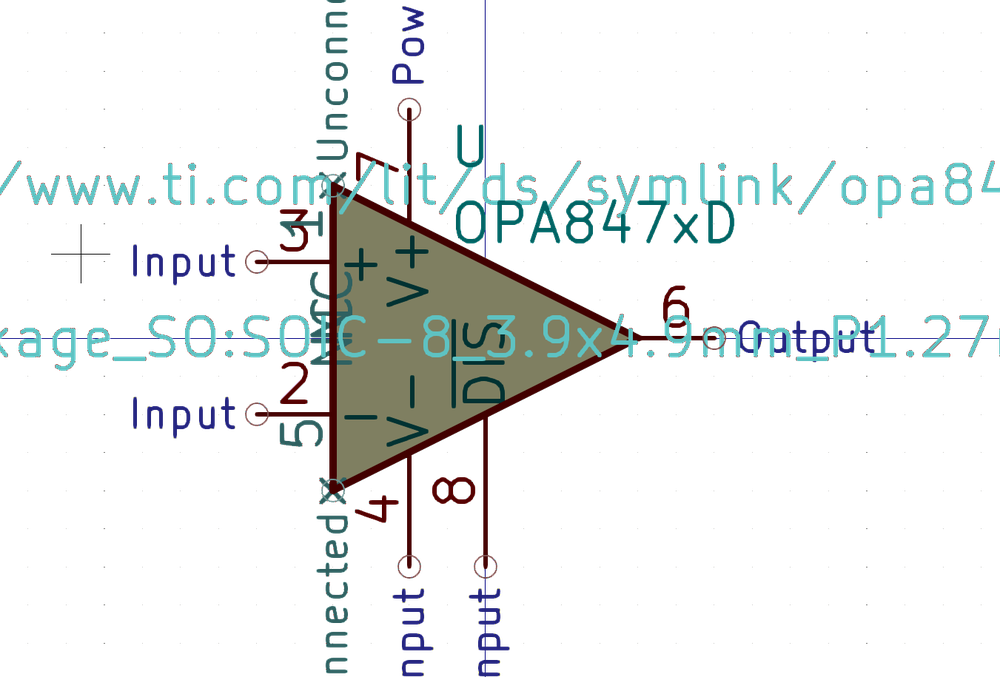 Unconne
Pow
U
7
/www.ti.com/lit/ds/symlink/opa84
OPA847xD
1
3
Input
+
V+
NC
6
kage_SO:SOIC-8_3.9x4.9mm_P1.27m
Output
DIS
2
Input
-
V-
5
4
8
nnected
nput
nput